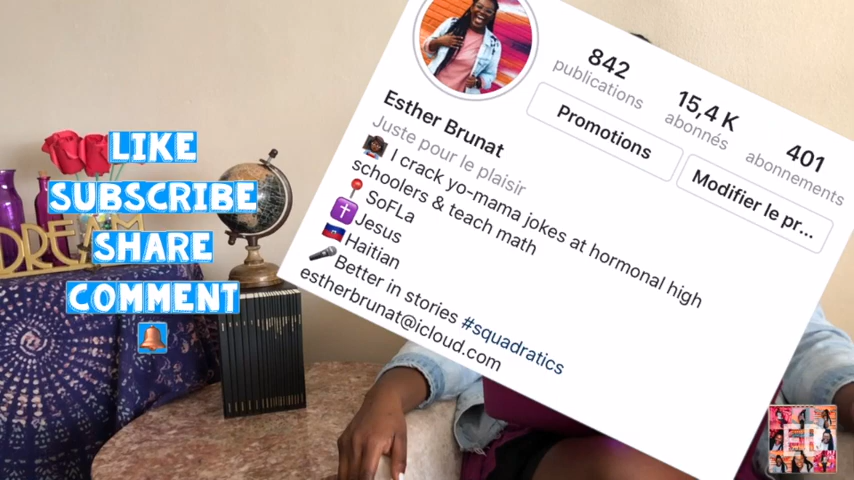 LIKE
SUBSCRIBE
SHARE
COMMENT
DREAM
842
publications
15,4 K
abonnés
401
abonnements
Promotions
Modifier le pr...
Esther Brunat
Juste pour le plaisir
I crack yo-mama jokes at hormonal high
schoolers & teach math
SoFLa
Jesus
Haitian
Better in stories #squadratics
estherbrunat@icloud.com
EB